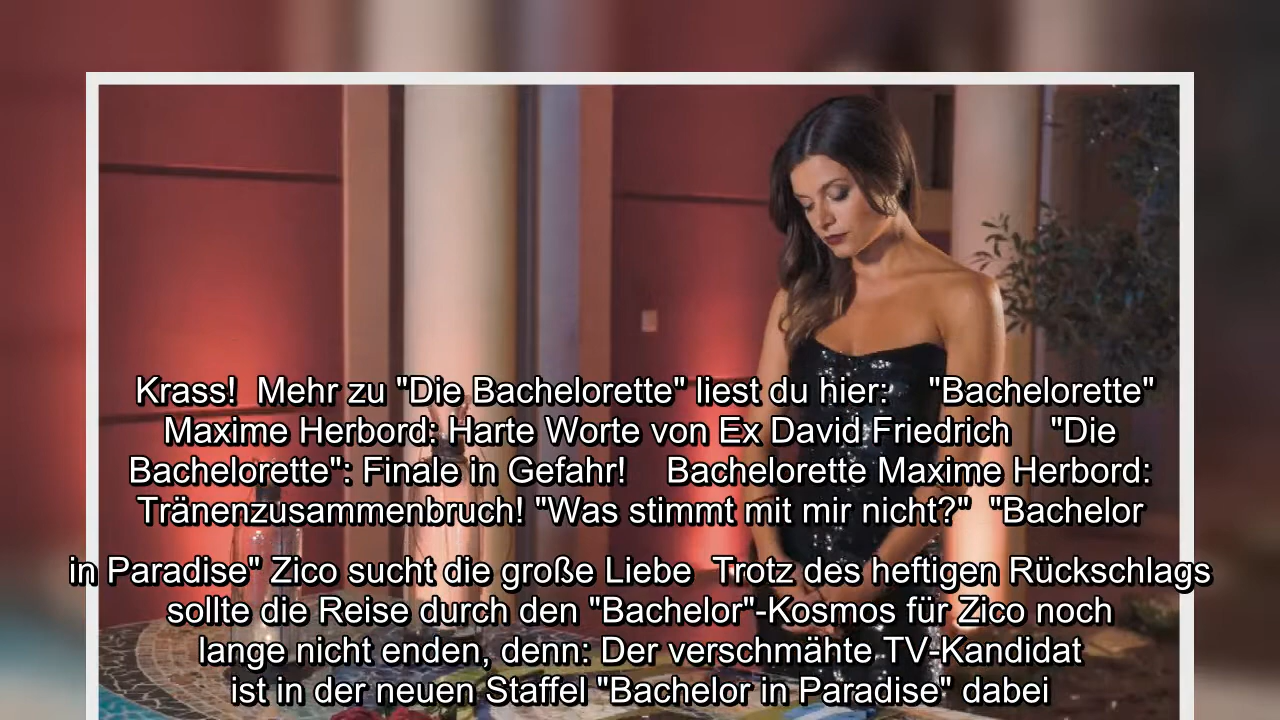 Krass!  Mehr zu "Die Bachelorette" liest du hier:    "Bachelorette"
Maxime Herbord: Harte Worte von Ex David Friedrich    "Die
Bachelorette": Finale in Gefahr!    Bachelorette Maxime Herbord:
Tränenzusammenbruch! "Was stimmt mit mir nicht?"  "Bachelor
in Paradise" Zico sucht die große Liebe  Trotz des heftigen Rückschlags
sollte die Reise durch den "Bachelor"-Kosmos für Zico noch
lange nicht enden, denn: Der verschmähte TV-Kandidat
ist in der neuen Staffel "Bachelor in Paradise" dabei